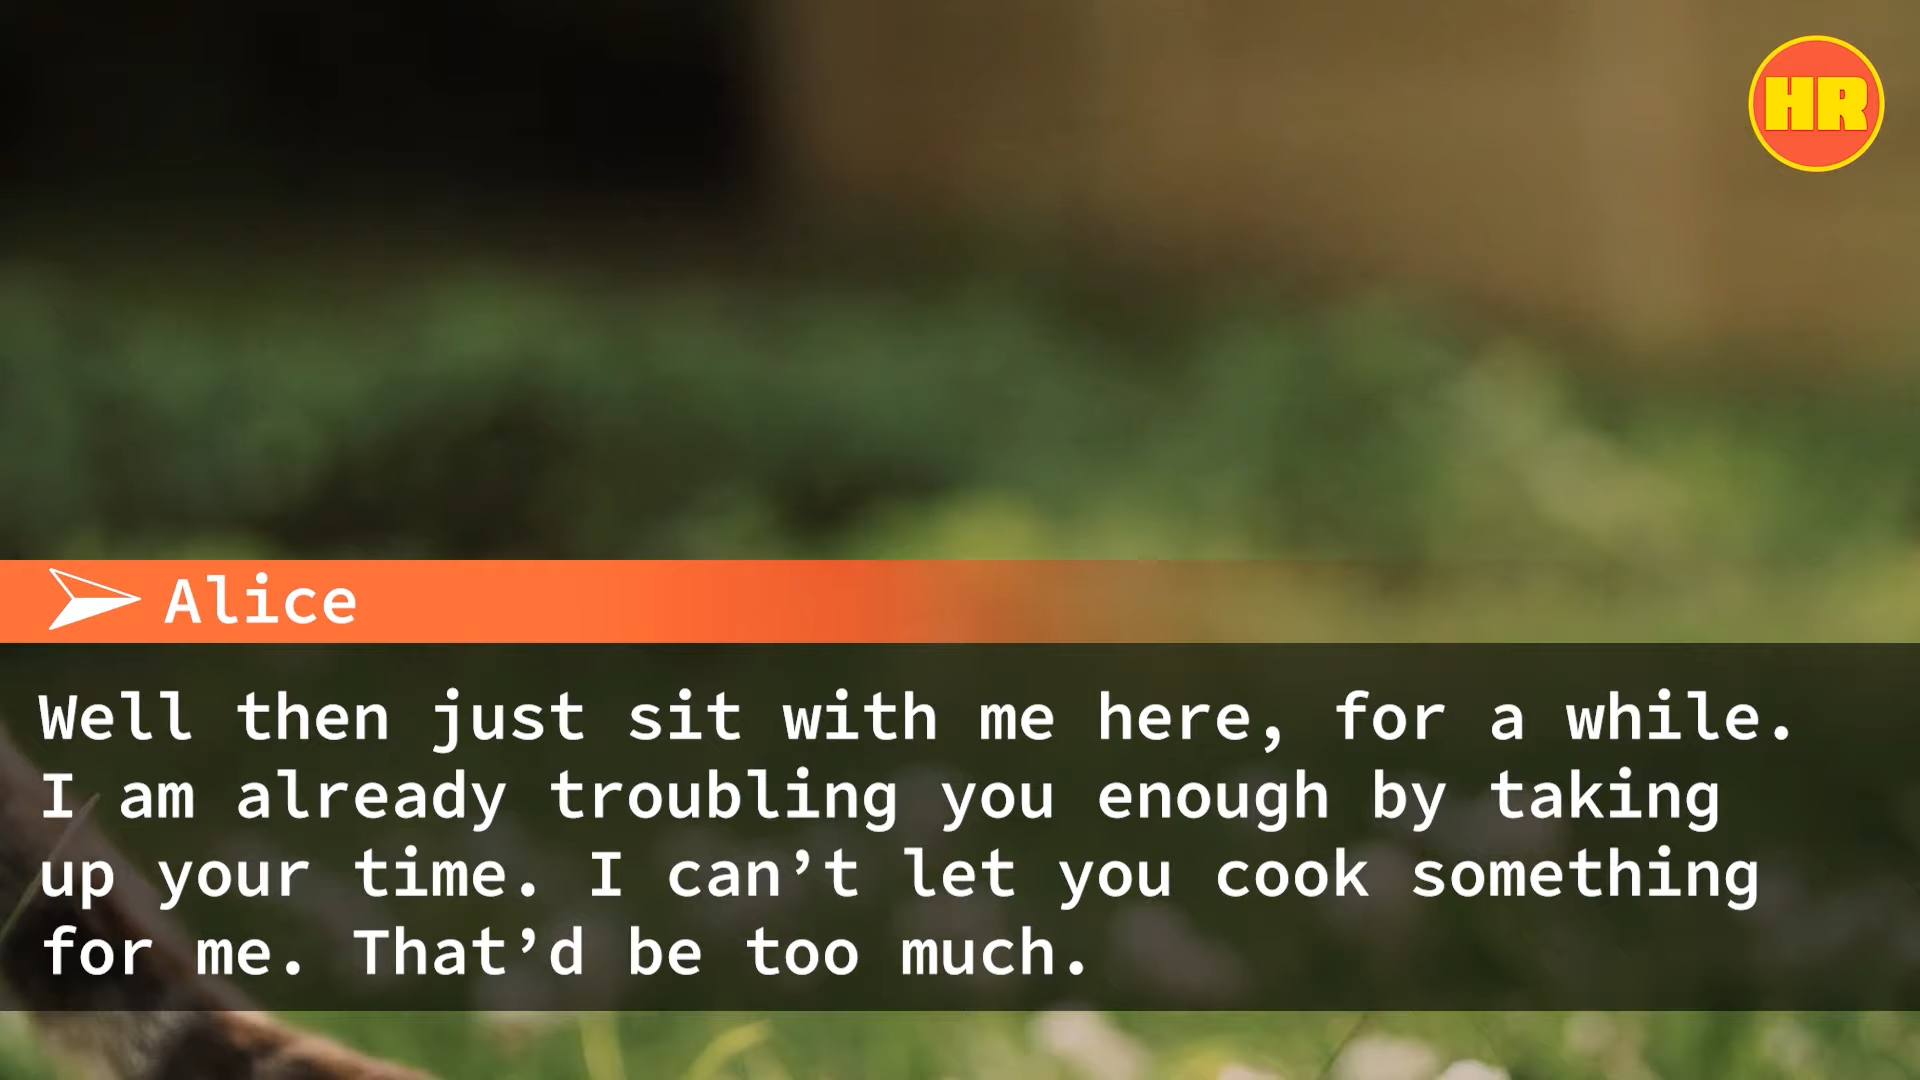 HR
Alice
Well then just sit with me here, for a while.
I am already troubling you enough by taking
up your time. I can’t let you cook something
for me. That’d be too much.